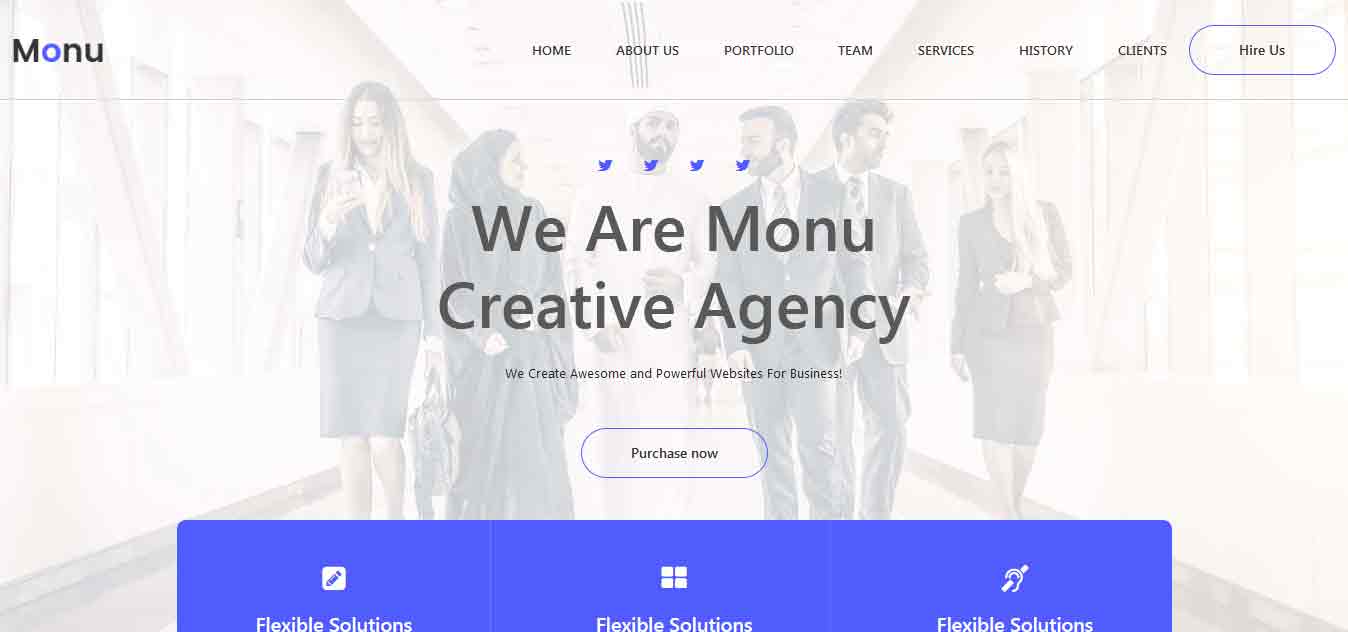 Monu
HOME ABOUT US PORTFOLIO TEAM SERVICES HISTORY CLIENTS Hire Us
We Are Monu
Creative Agency
We Create Awesome and Powerful Websites For Business!
Purchase now
Flexible Solutions Flexible Solutions Flexible Solutions